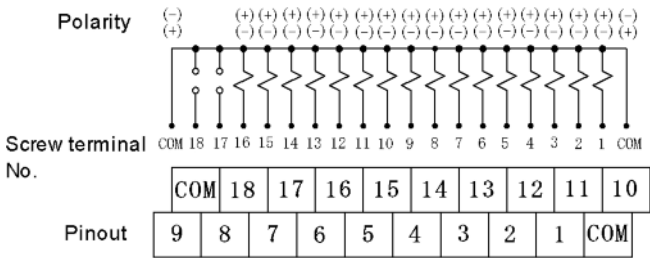 Polarity (-) (+) (+) (+) (+) (+) (+) (+) (+) (+) (+) (+) (+) (+) (+) (+) (+) (-)
(+) (-) (-) (-) (-) (-) (-) (-) (-) (-) (-) (-) (-) (-) (-) (-) (-) (+)
Screw terminal COM 18 17 16 15 14 13 12 11 10 9 8 7 6 5 4 3 2 1 COM
No.
COM 18 17 16 15 14 13 12 11 10
Pinout 9 8 7 6 5 4 3 2 1 COM